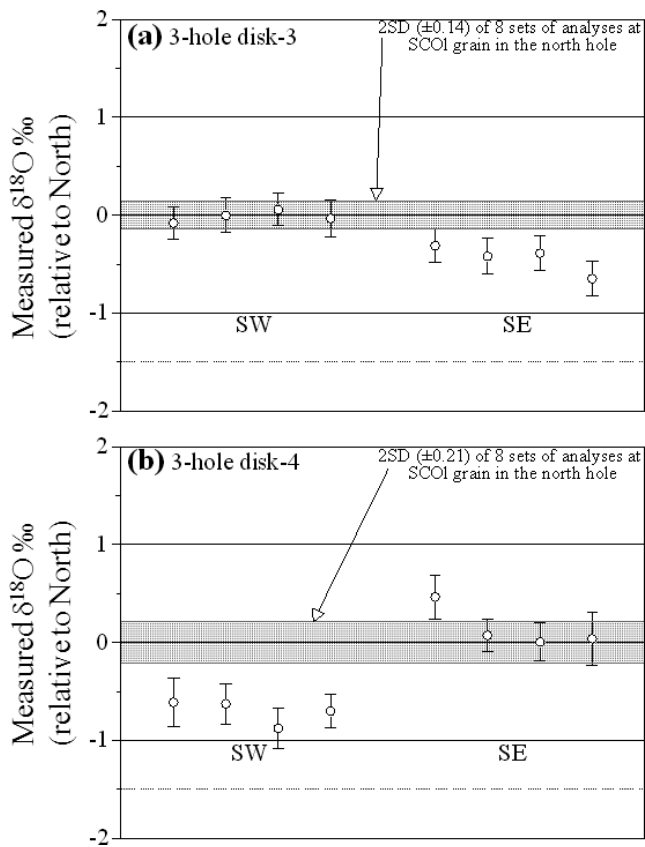 (a) 3-hole disk-3
2SD (±0.14) of 8 sets of analyses at
SCOl grain in the north hole
2
1
0
-1
-2
Measured δ¹⁸O ‰
(relative to North)
SW
SE
(b) 3-hole disk-4
2SD (±0.21) of 8 sets of analyses at
SCOl grain in the north hole
2
1
0
-1
-2
Measured δ¹⁸O ‰
(relative to North)
SW
SE